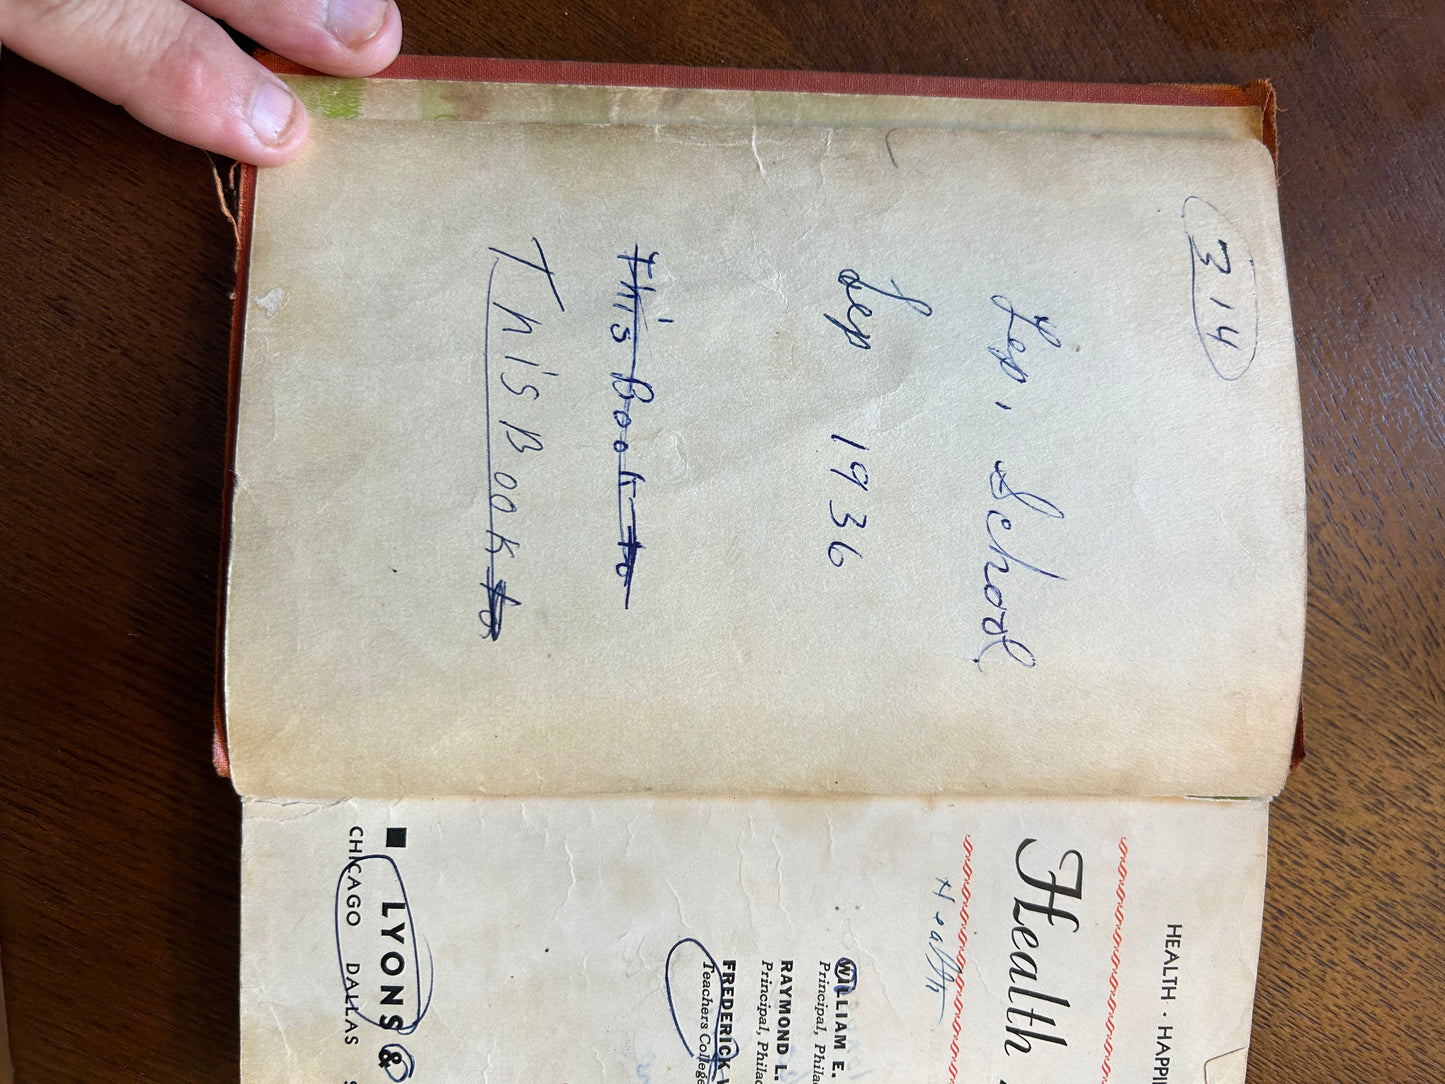 314
Sep, School
Sep 1936
This Book to
This Book to
HEALTH · HAPPI
Health
Health
WILLIAM E.
Principal, Phila
RAYMOND L.
Principal, Philad
FREDERICK
Teachers College
LYONS &
CHICAGO DALLAS